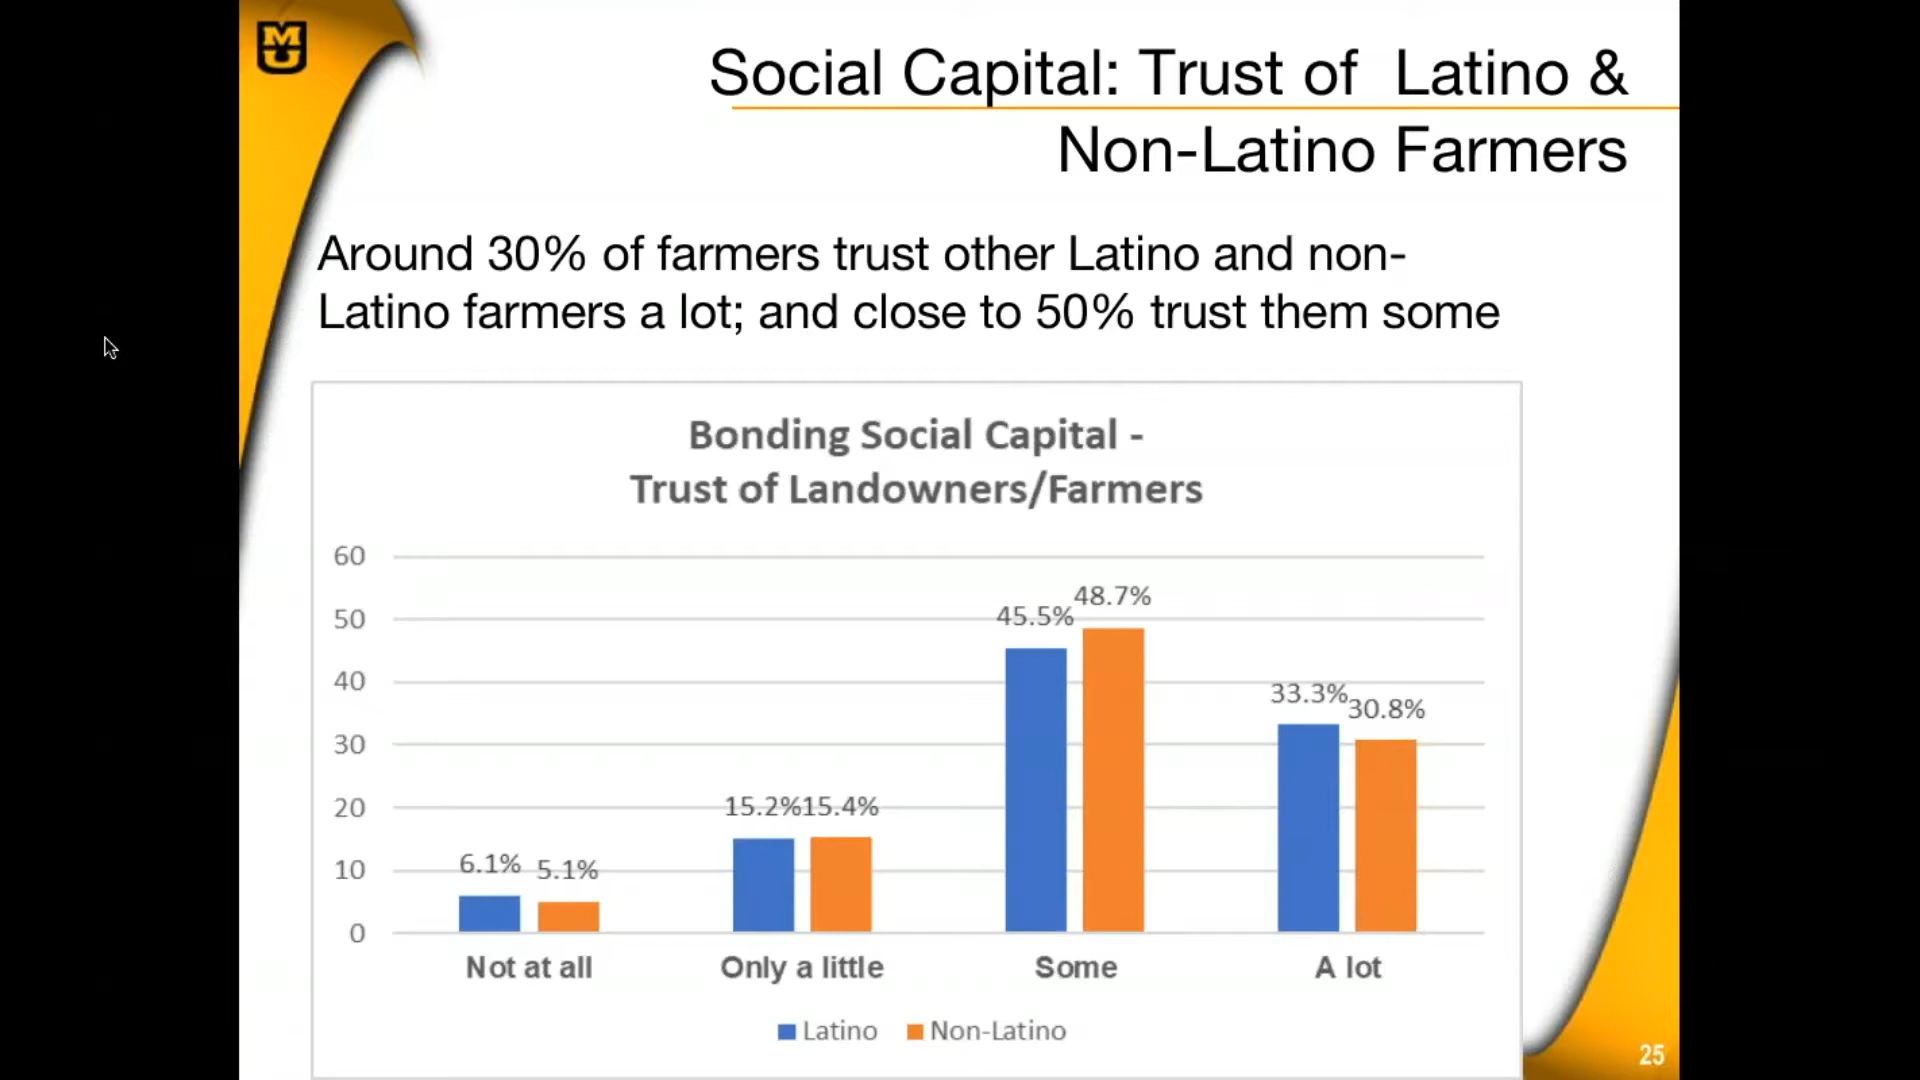 MU
Social Capital: Trust of Latino &
Non-Latino Farmers
Around 30% of farmers trust other Latino and non-
Latino farmers a lot; and close to 50% trust them some
Bonding Social Capital -
Trust of Landowners/Farmers
60
50
40
30
20
10
0
6.1% 5.1%
15.2% 15.4%
45.5% 48.7%
33.3% 30.8%
Not at all Only a little Some A lot
Latino Non-Latino
25